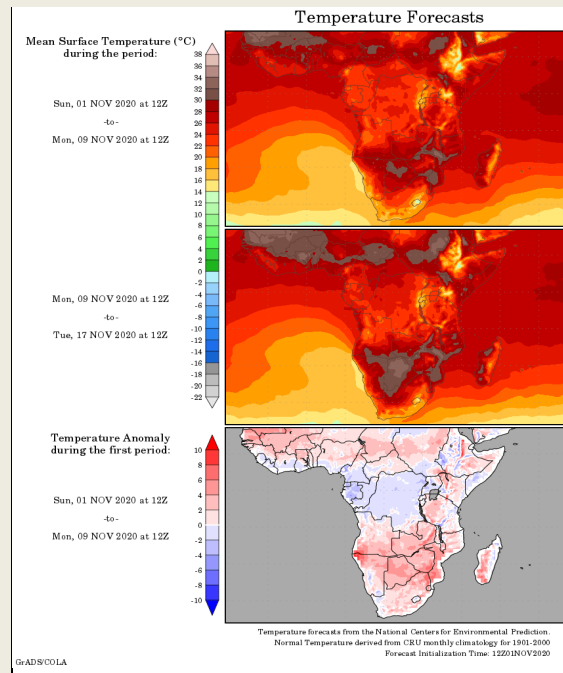 Temperature Forecasts
Mean Surface Temperature (°C)
during the period:
Sun, 01 NOV 2020 at 12Z
-to-
Mon, 09 NOV 2020 at 12Z
38
36
34
32
30
28
26
24
22
20
18
16
14
12
10
8
6
4
2
0
-2
-4
-6
-8
-10
-12
-14
-16
-18
-20
-22
Mon, 09 NOV 2020 at 12Z
-to-
Tue, 17 NOV 2020 at 12Z
Temperature Anomaly
during the first period:
Sun, 01 NOV 2020 at 12Z
-to-
Mon, 09 NOV 2020 at 12Z
10
8
6
4
2
0
-2
-4
-6
-8
-10
Temperature forecasts from the National Centers for Environmental Prediction.
Normal Temperature derived from CRU monthly climatology for 1901-2000
Forecast Initialization Time: 12Z01NOV2020
GrADS/COLA